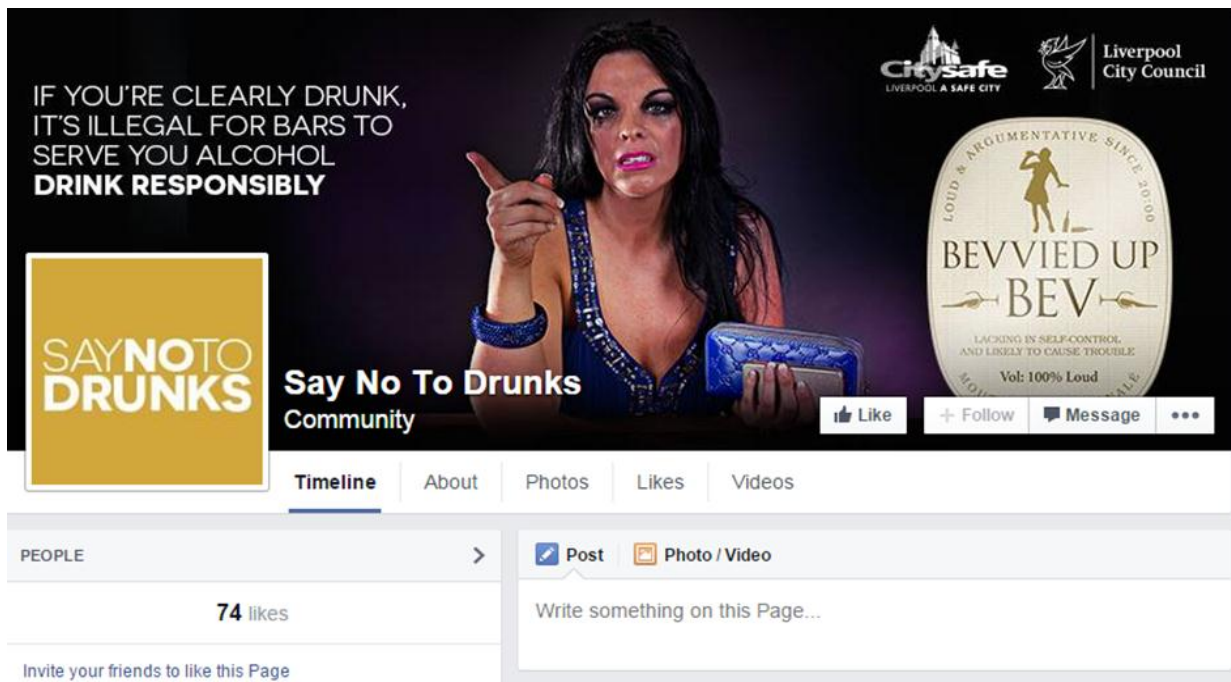 IF YOU'RE CLEARLY DRUNK,
IT'S ILLEGAL FOR BARS TO
SERVE YOU ALCOHOL
DRINK RESPONSIBLY
Citysafe
LIVERPOOL A SAFE CITY
Liverpool
City Council
LOUD & ARGUMENTATIVE SINCE 20:00
BEVVIED UP
BEV
LACKING IN SELF-CONTROL
AND LIKELY TO CAUSE TROUBLE
Vol: 100% Loud
SAYNOTO
DRUNKS
Say No To Drunks
Community
Like
+ Follow
Message
Timeline
About
Photos
Likes
Videos
PEOPLE
74 likes
Invite your friends to like this Page
Post
Photo / Video
Write something on this Page...